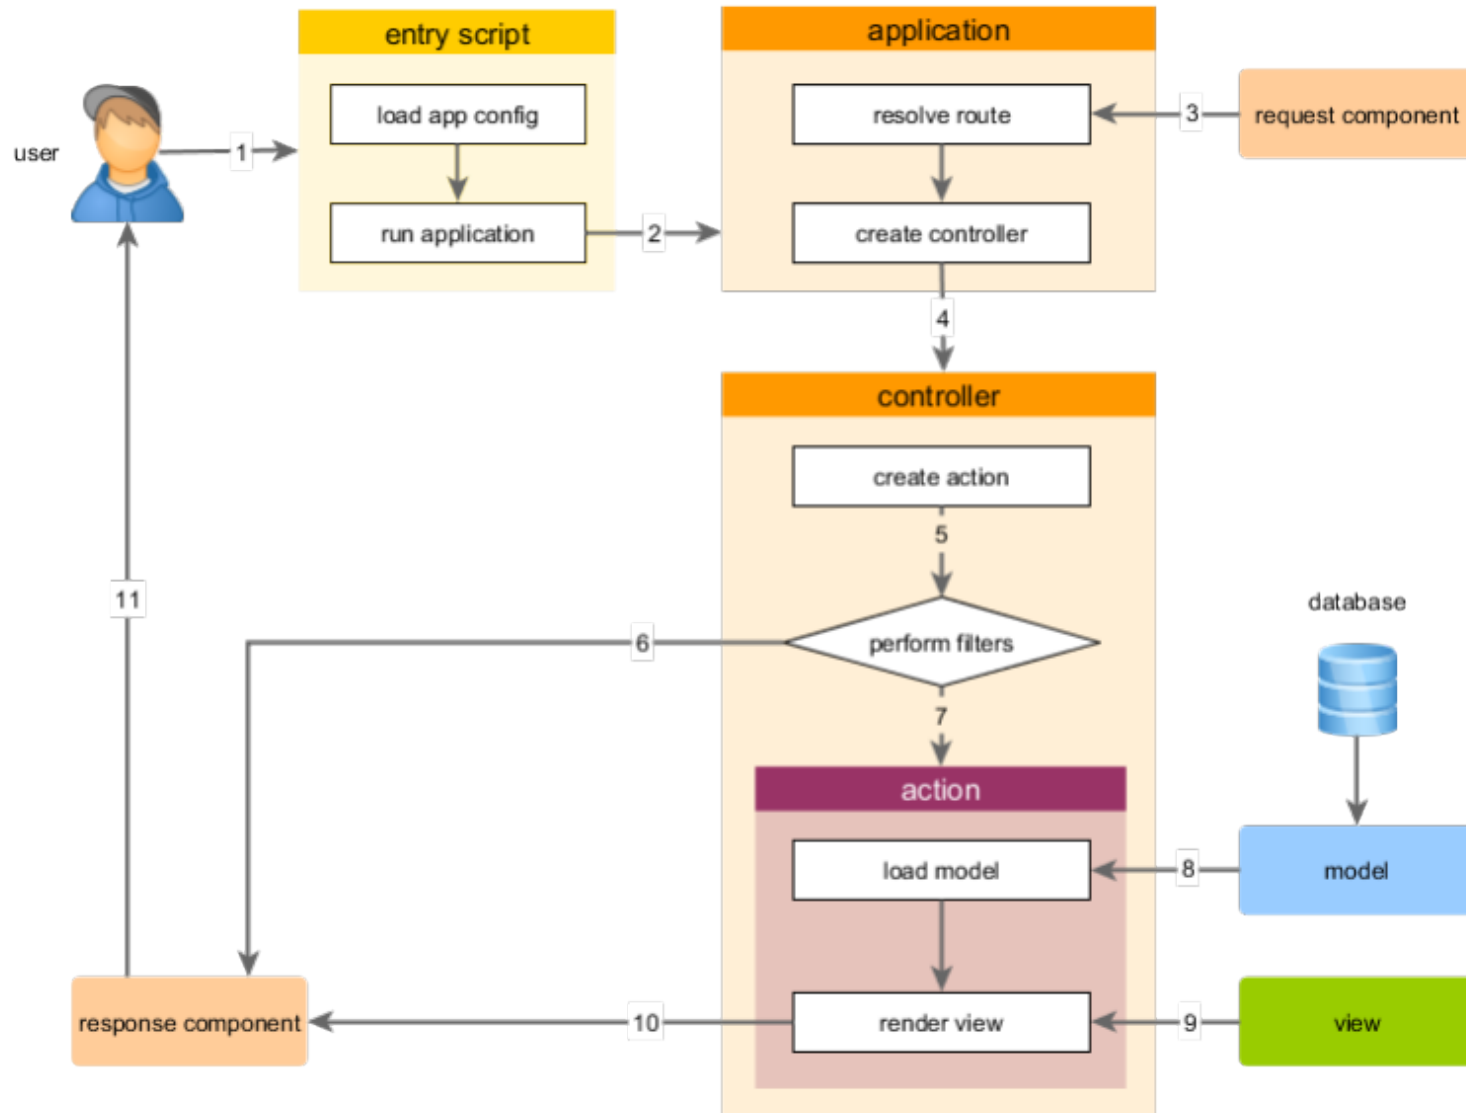 entry script
application
load app config
resolve route
3
request component
user
1
run application
2
create controller
4
controller
create action
5
11
database
6
perform filters
7
action
load model
8
model
response component
10
render view
9
view